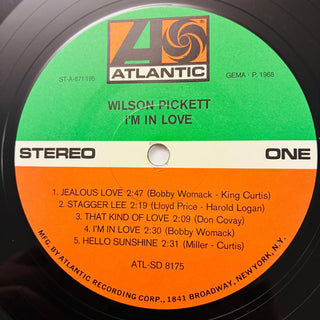 ATLANTIC
ST-A-671195
GEMA · P. 1968
WILSON PICKETT
I'M IN LOVE
STEREO
ONE
1. JEALOUS LOVE 2:47 (Bobby Womack - King Curtis)
2. STAGGER LEE 2:19 (Lloyd Price - Harold Logan)
3. THAT KIND OF LOVE 2:09 (Don Covay)
4. I'M IN LOVE 2:30 (Bobby Womack)
5. HELLO SUNSHINE 2:31 (Miller - Curtis)
ATL-SD 8175
MFG. BY ATLANTIC RECORDING CORP., 1841 BROADWAY, NEW YORK, N.Y.